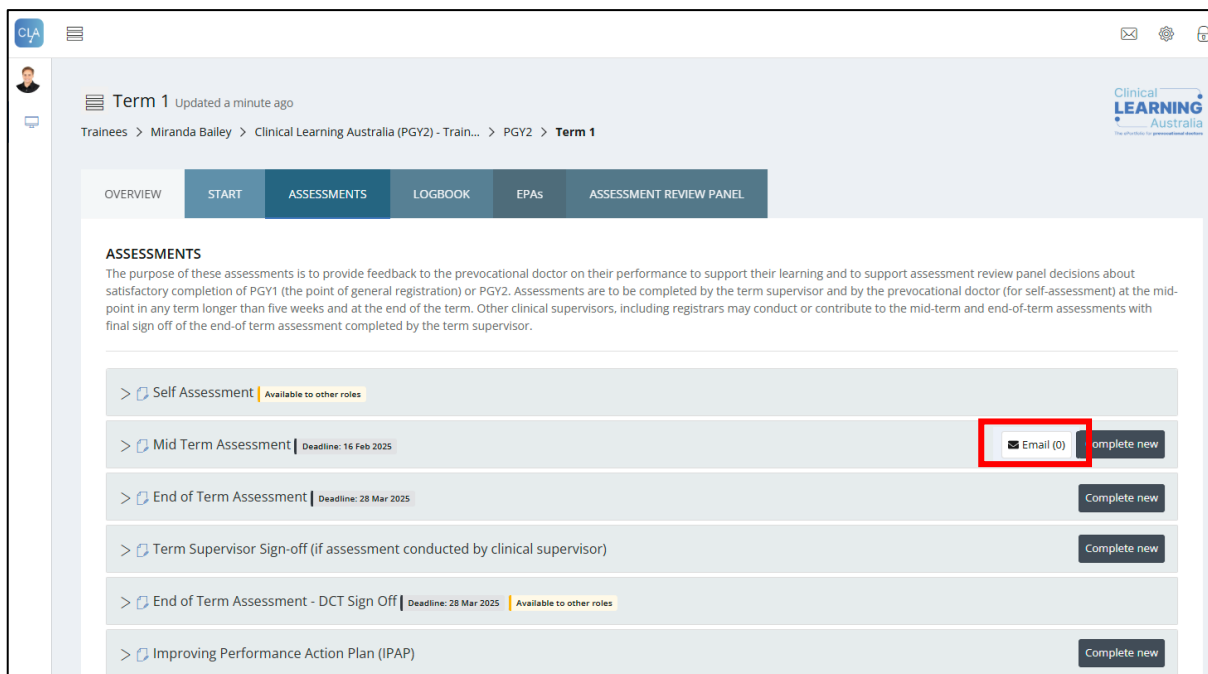 CLA
Term 1 Updated a minute ago
Trainees > Miranda Bailey > Clinical Learning Australia (PGY2) - Train... > PGY2 > Term 1
Clinical
LEARNING
Australia
OVERVIEW START ASSESSMENTS LOGBOOK EPAs ASSESSMENT REVIEW PANEL
ASSESSMENTS
The purpose of these assessments is to provide feedback to the prevocational doctor on their performance to support their learning and to support assessment review panel decisions about
satisfactory completion of PGY1 (the point of general registration) or PGY2. Assessments are to be completed by the term supervisor and by the prevocational doctor (for self-assessment) at the mid-
point in any term longer than five weeks and at the end of the term. Other clinical supervisors, including registrars may conduct or contribute to the mid-term and end-of-term assessments with
final sign off of the end-of term assessment completed by the term supervisor.
> Self Assessment Available to other roles
> Mid Term Assessment Deadline: 16 Feb 2025 Email (0) omplete new
> End of Term Assessment Deadline: 28 Mar 2025 Complete new
> Term Supervisor Sign-off (if assessment conducted by clinical supervisor) Complete new
> End of Term Assessment - DCT Sign Off Deadline: 28 Mar 2025 Available to other roles
> Improving Performance Action Plan (IPAP) Complete new